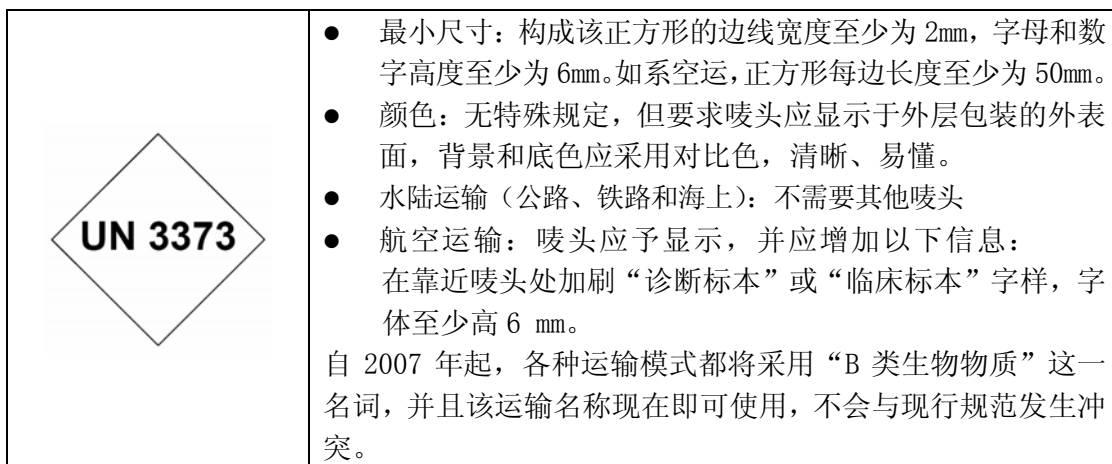 UN 3373
● 最小尺寸：构成该正方形的边线宽度至少为 2mm，字母和数
字高度至少为 6mm。如系空运，正方形每边长度至少为 50mm。
● 颜色：无特殊规定，但要求唛头应显示于外层包装的外表
面，背景和底色应采用对比色，清晰、易懂。
● 水陆运输（公路、铁路和海上）：不需要其他唛头
● 航空运输：唛头应予显示，并应增加以下信息：
在靠近唛头处加刷“诊断标本”或“临床标本”字样，字
体至少高 6 mm。
自 2007 年起，各种运输模式都将采用“B 类生物物质”这一
名词，并且该运输名称现在即可使用，不会与现行规范发生冲
突。